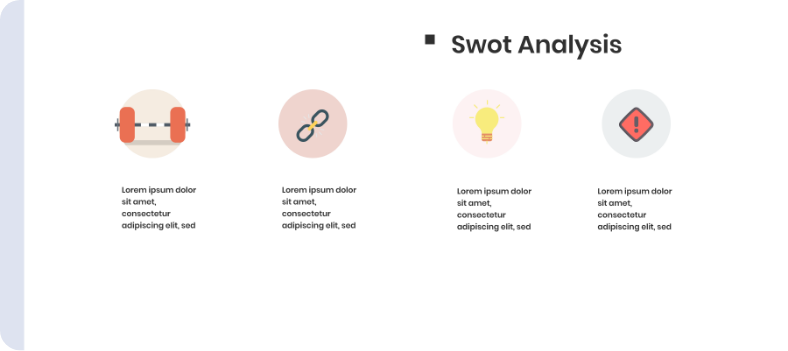 Swot Analysis
Lorem ipsum dolor
sit amet,
consectetur
adipiscing elit, sed
Lorem ipsum dolor
sit amet,
consectetur
adipiscing elit, sed
Lorem ipsum dolor
sit amet,
consectetur
adipiscing elit, sed
Lorem ipsum dolor
sit amet,
consectetur
adipiscing elit, sed